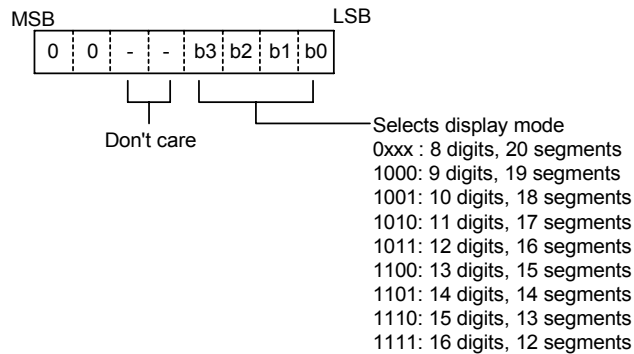 MSB LSB
0 0 - - b3 b2 b1 b0
Don't care
Selects display mode
0xxx : 8 digits, 20 segments
1000: 9 digits, 19 segments
1001: 10 digits, 18 segments
1010: 11 digits, 17 segments
1011: 12 digits, 16 segments
1100: 13 digits, 15 segments
1101: 14 digits, 14 segments
1110: 15 digits, 13 segments
1111: 16 digits, 12 segments